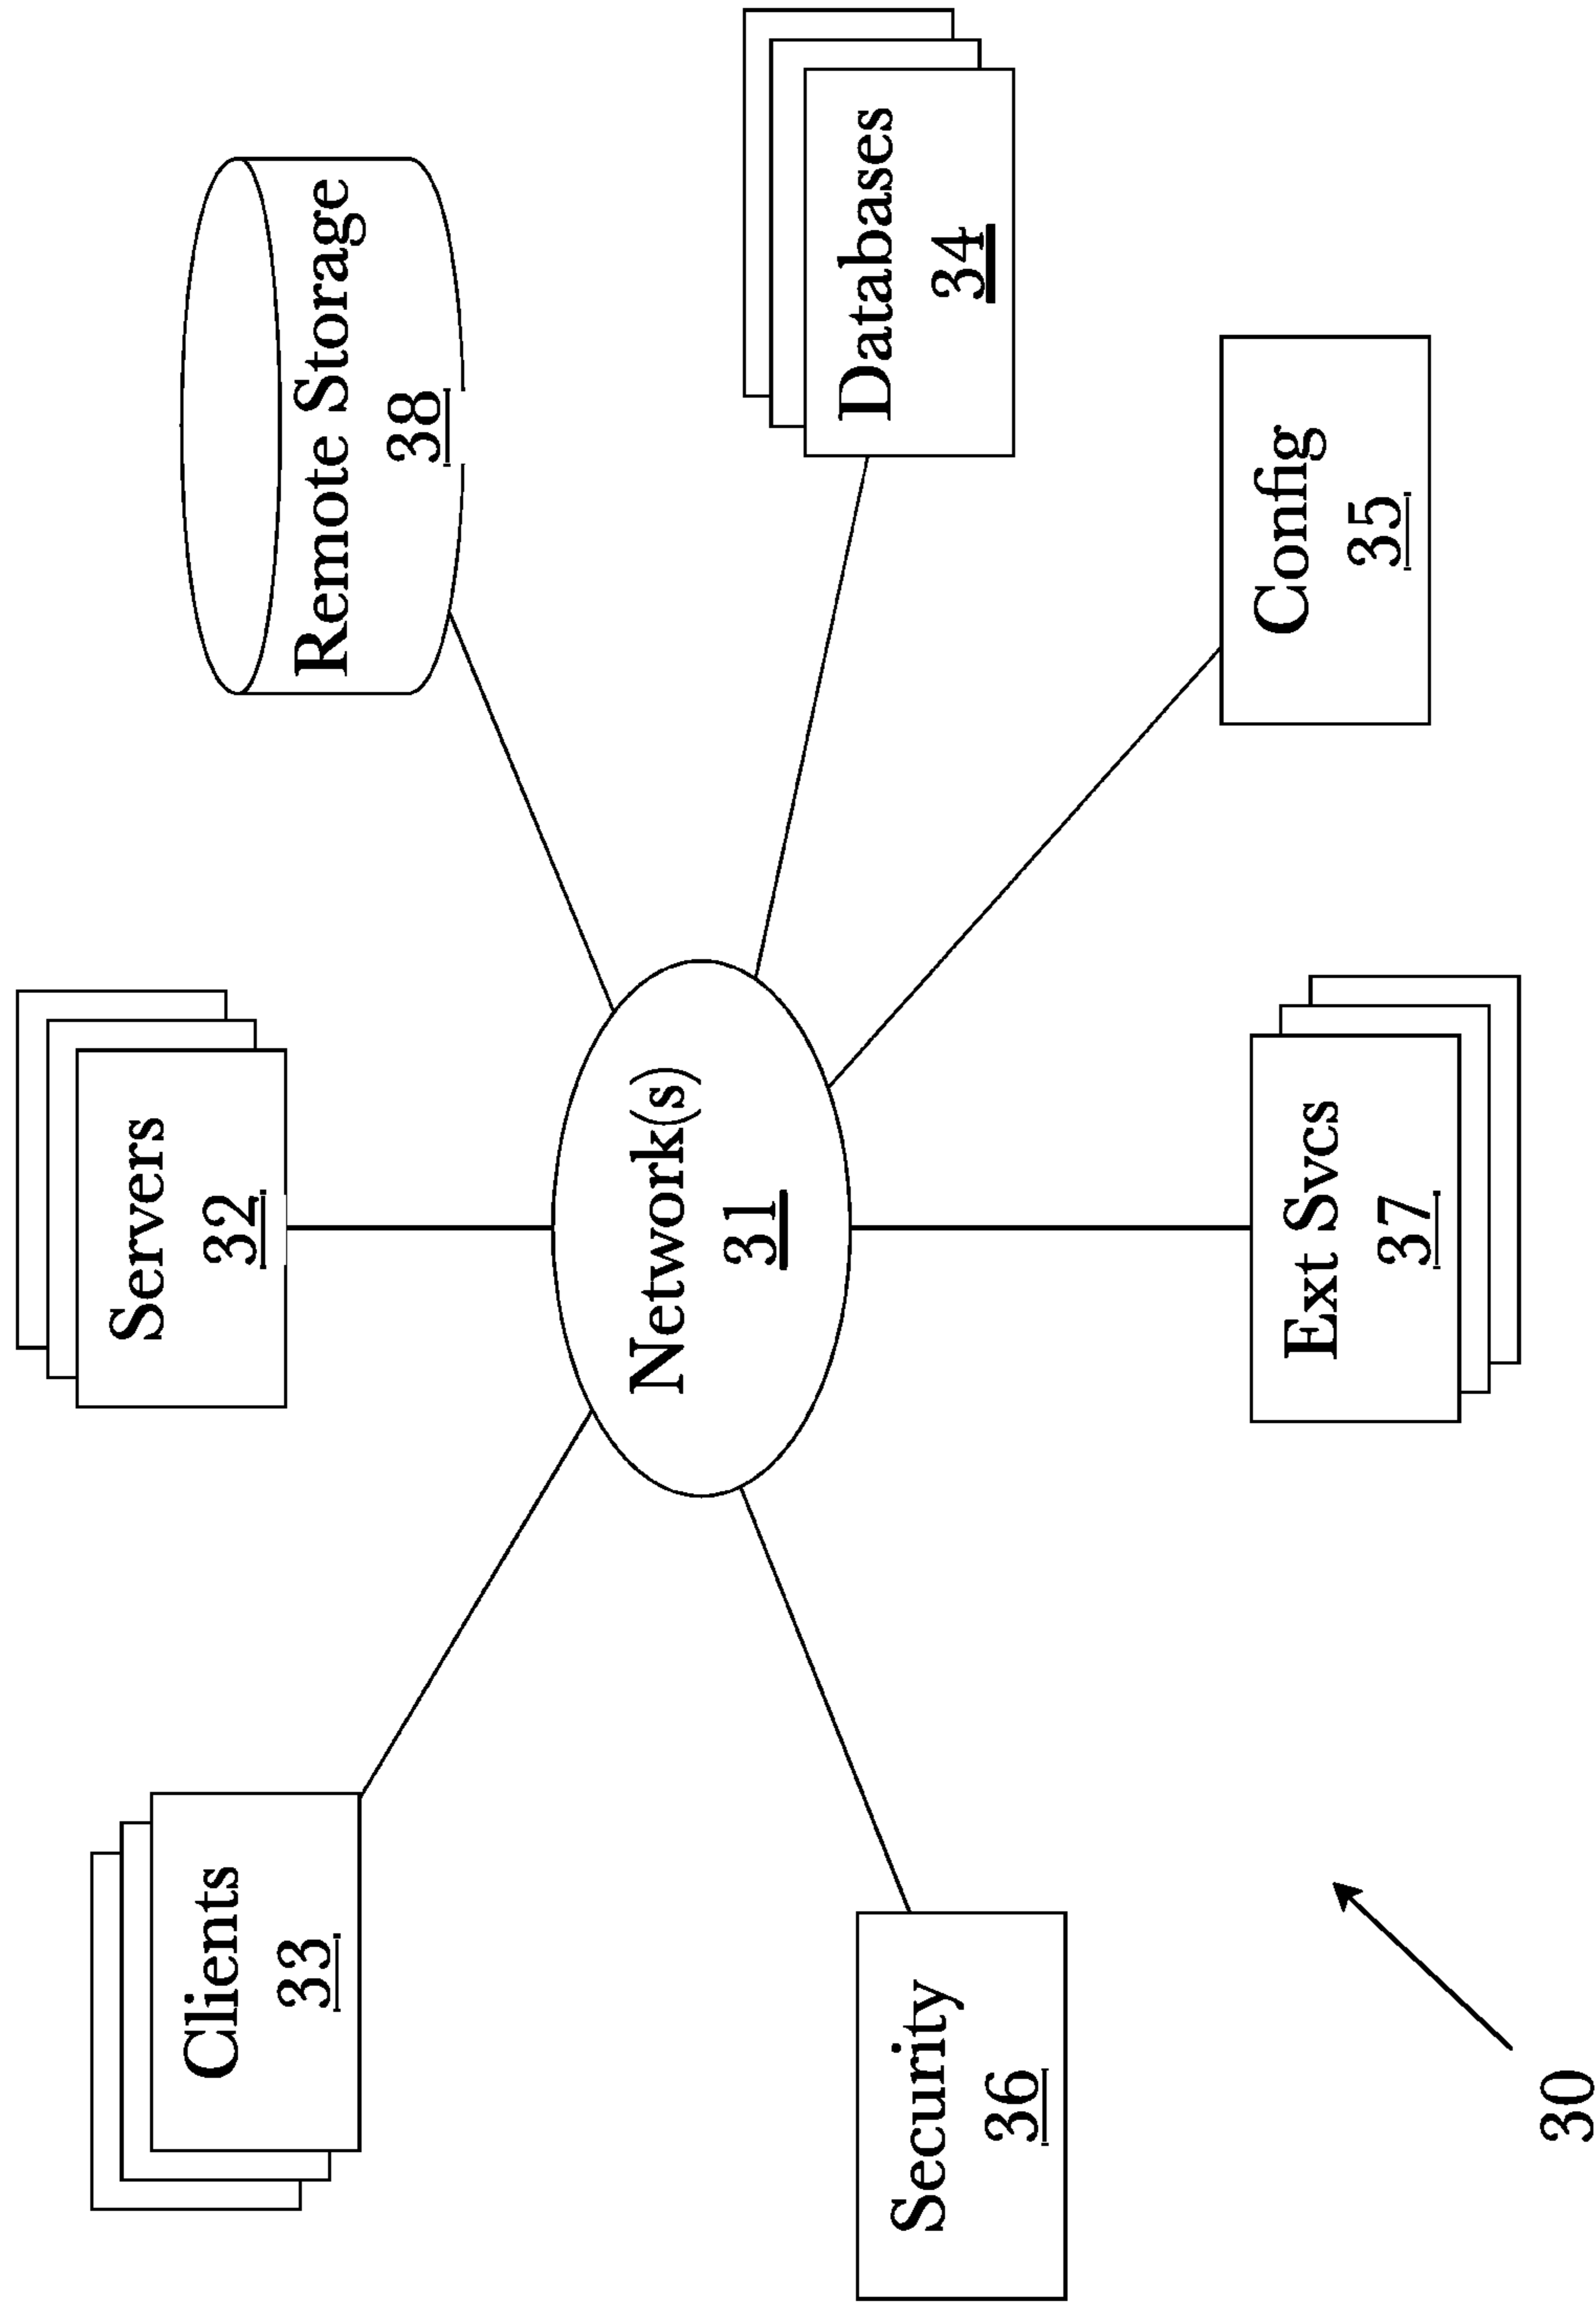 Servers
32
Clients
33
Remote Storage
38
Network(s)
31
Databases
34
Security
36
Ext Svcs
37
Config
35
30